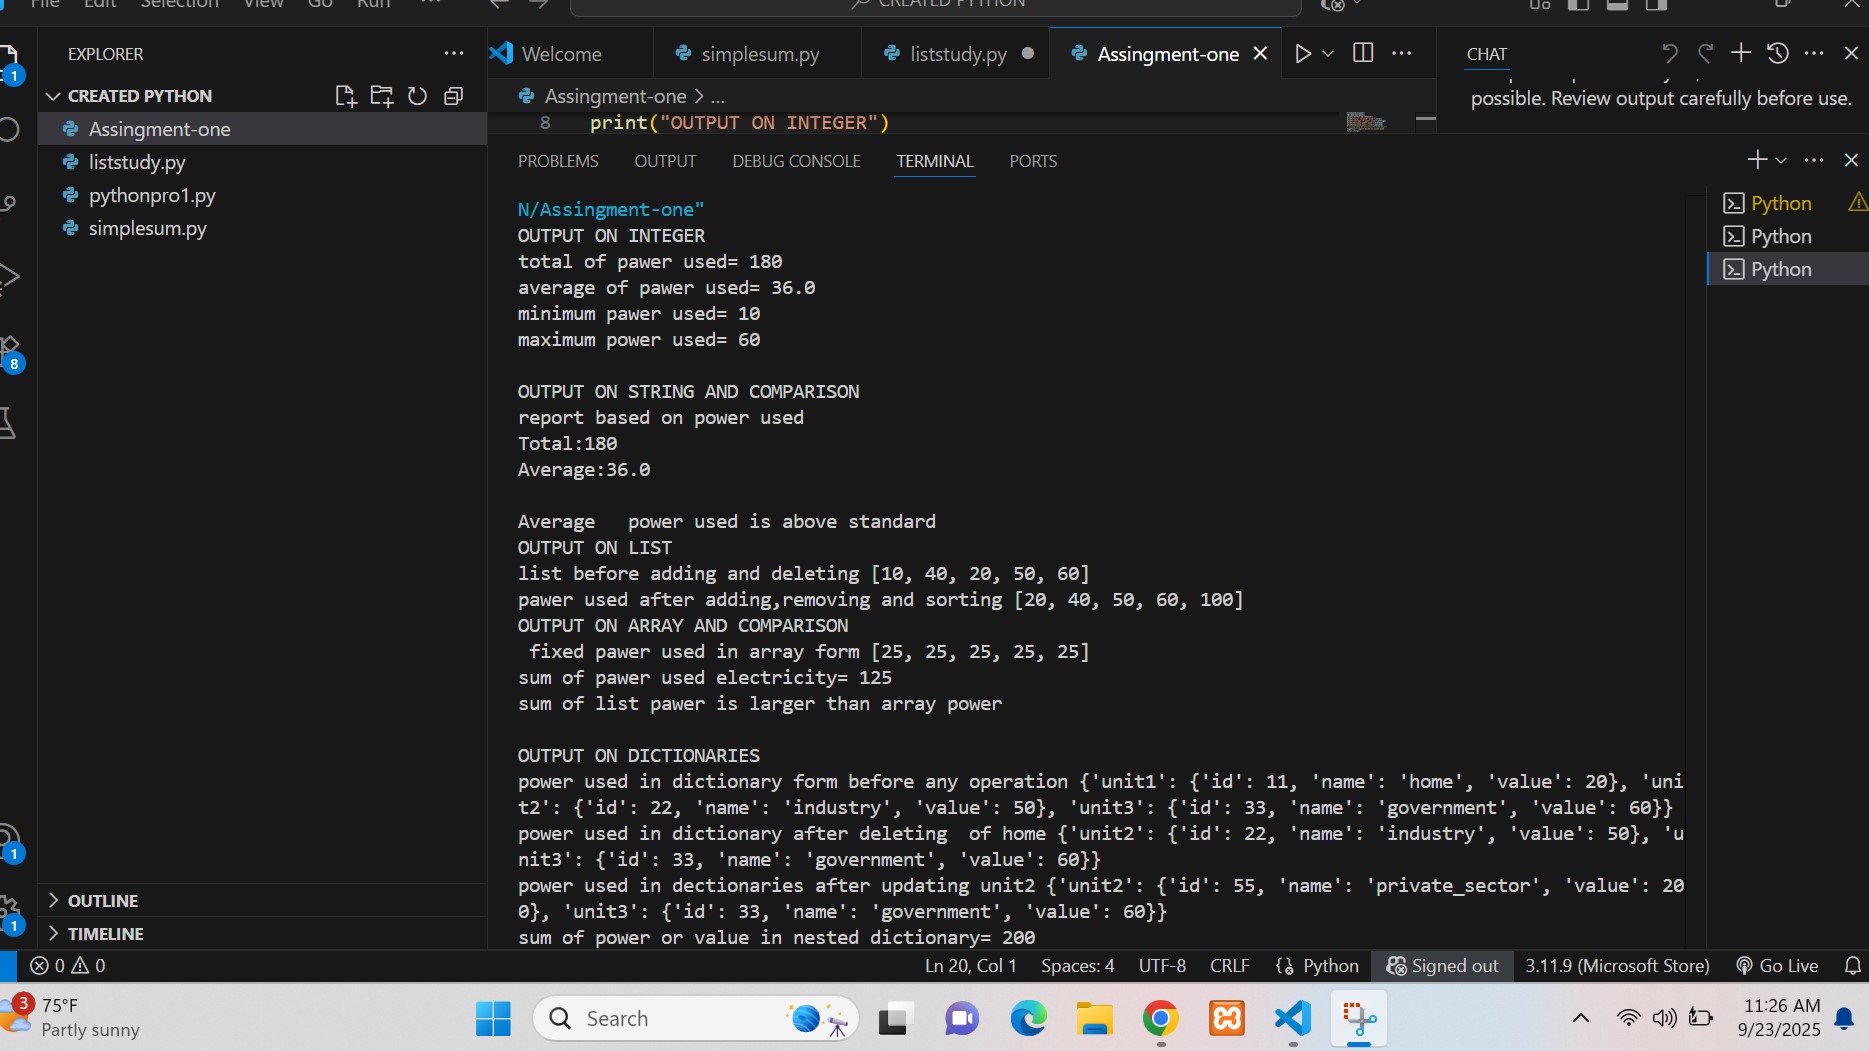 File Edit Selection View Go Run ...
CREATED PYTHON
EXPLORER
CREATED PYTHON
Assingment-one
liststudy.py
pythonpro1.py
simplesum.py
OUTLINE
TIMELINE
Welcome
simplesum.py
liststudy.py
Assingment-one
Assingment-one > ...
8 print("OUTPUT ON INTEGER")
CHAT
possible. Review output carefully before use.
PROBLEMS OUTPUT DEBUG CONSOLE TERMINAL PORTS
Python
Python
Python
N/Assingment-one"
OUTPUT ON INTEGER
total of pawer used= 180
average of pawer used= 36.0
minimum pawer used= 10
maximum power used= 60
OUTPUT ON STRING AND COMPARISON
report based on power used
Total:180
Average:36.0
Average   power used is above standard
OUTPUT ON LIST
list before adding and deleting [10, 40, 20, 50, 60]
pawer used after adding,removing and sorting [20, 40, 50, 60, 100]
OUTPUT ON ARRAY AND COMPARISON
 fixed pawer used in array form [25, 25, 25, 25, 25]
sum of pawer used electricity= 125
sum of list pawer is larger than array power
OUTPUT ON DICTIONARIES
power used in dictionary form before any operation {'unit1': {'id': 11, 'name': 'home', 'value': 20}, 'uni
t2': {'id': 22, 'name': 'industry', 'value': 50}, 'unit3': {'id': 33, 'name': 'government', 'value': 60}}
power used in dictionary after deleting  of home {'unit2': {'id': 22, 'name': 'industry', 'value': 50}, 'u
nit3': {'id': 33, 'name': 'government', 'value': 60}}
power used in dectionaries after updating unit2 {'unit2': {'id': 55, 'name': 'private_sector', 'value': 20
0}, 'unit3': {'id': 33, 'name': 'government', 'value': 60}}
sum of power or value in nested dictionary= 200
1
8
1
1
0 0
Ln 20, Col 1 Spaces: 4 UTF-8 CRLF {} Python Signed out 3.11.9 (Microsoft Store) Go Live
3
75°F
Partly sunny
Search
11:26 AM
9/23/2025